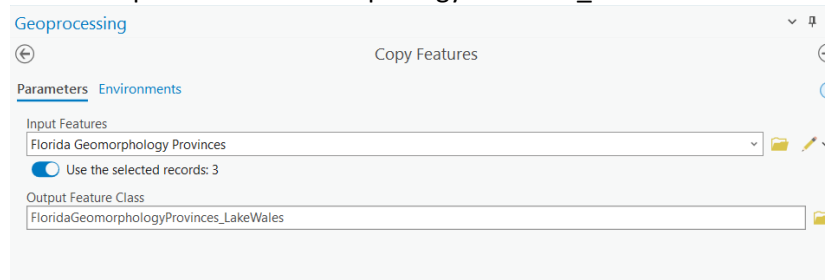 Geoprocessing
Copy Features
Parameters Environments
Input Features
Florida Geomorphology Provinces
Use the selected records: 3
Output Feature Class
FloridaGeomorphologyProvinces_LakeWales